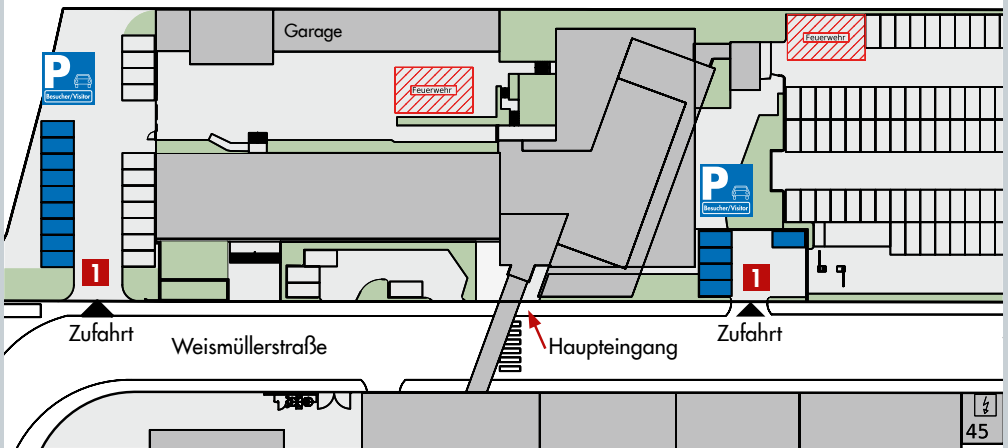 Garage
Feuerwehr
Feuerwehr
P
Besucher/Visitor
P
Besucher/Visitor
1
1
Zufahrt
Weismüllerstraße
Haupteingang
Zufahrt
45